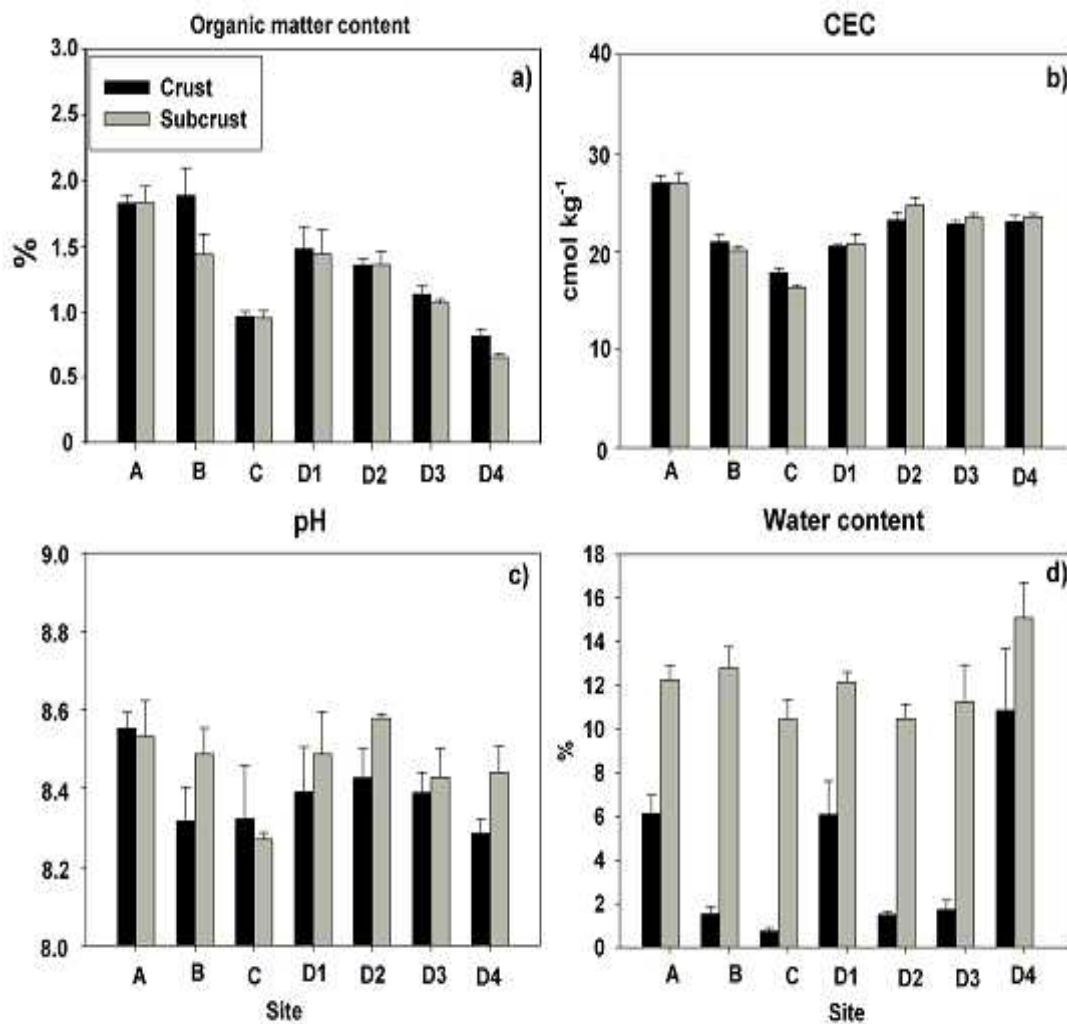 Organic matter content
3.0
2.5
2.0
1.5
1.0
0.5
0
%
a)
Crust
Subcrust
A B C D1 D2 D3 D4
CEC
40
30
20
10
0
cmol kg⁻¹
b)
A B C D1 D2 D3 D4
pH
9.0
8.8
8.6
8.4
8.2
8.0
c)
A B C D1 D2 D3 D4
Site
Water content
18
16
14
12
10
8
6
4
2
0
%
d)
A B C D1 D2 D3 D4
Site